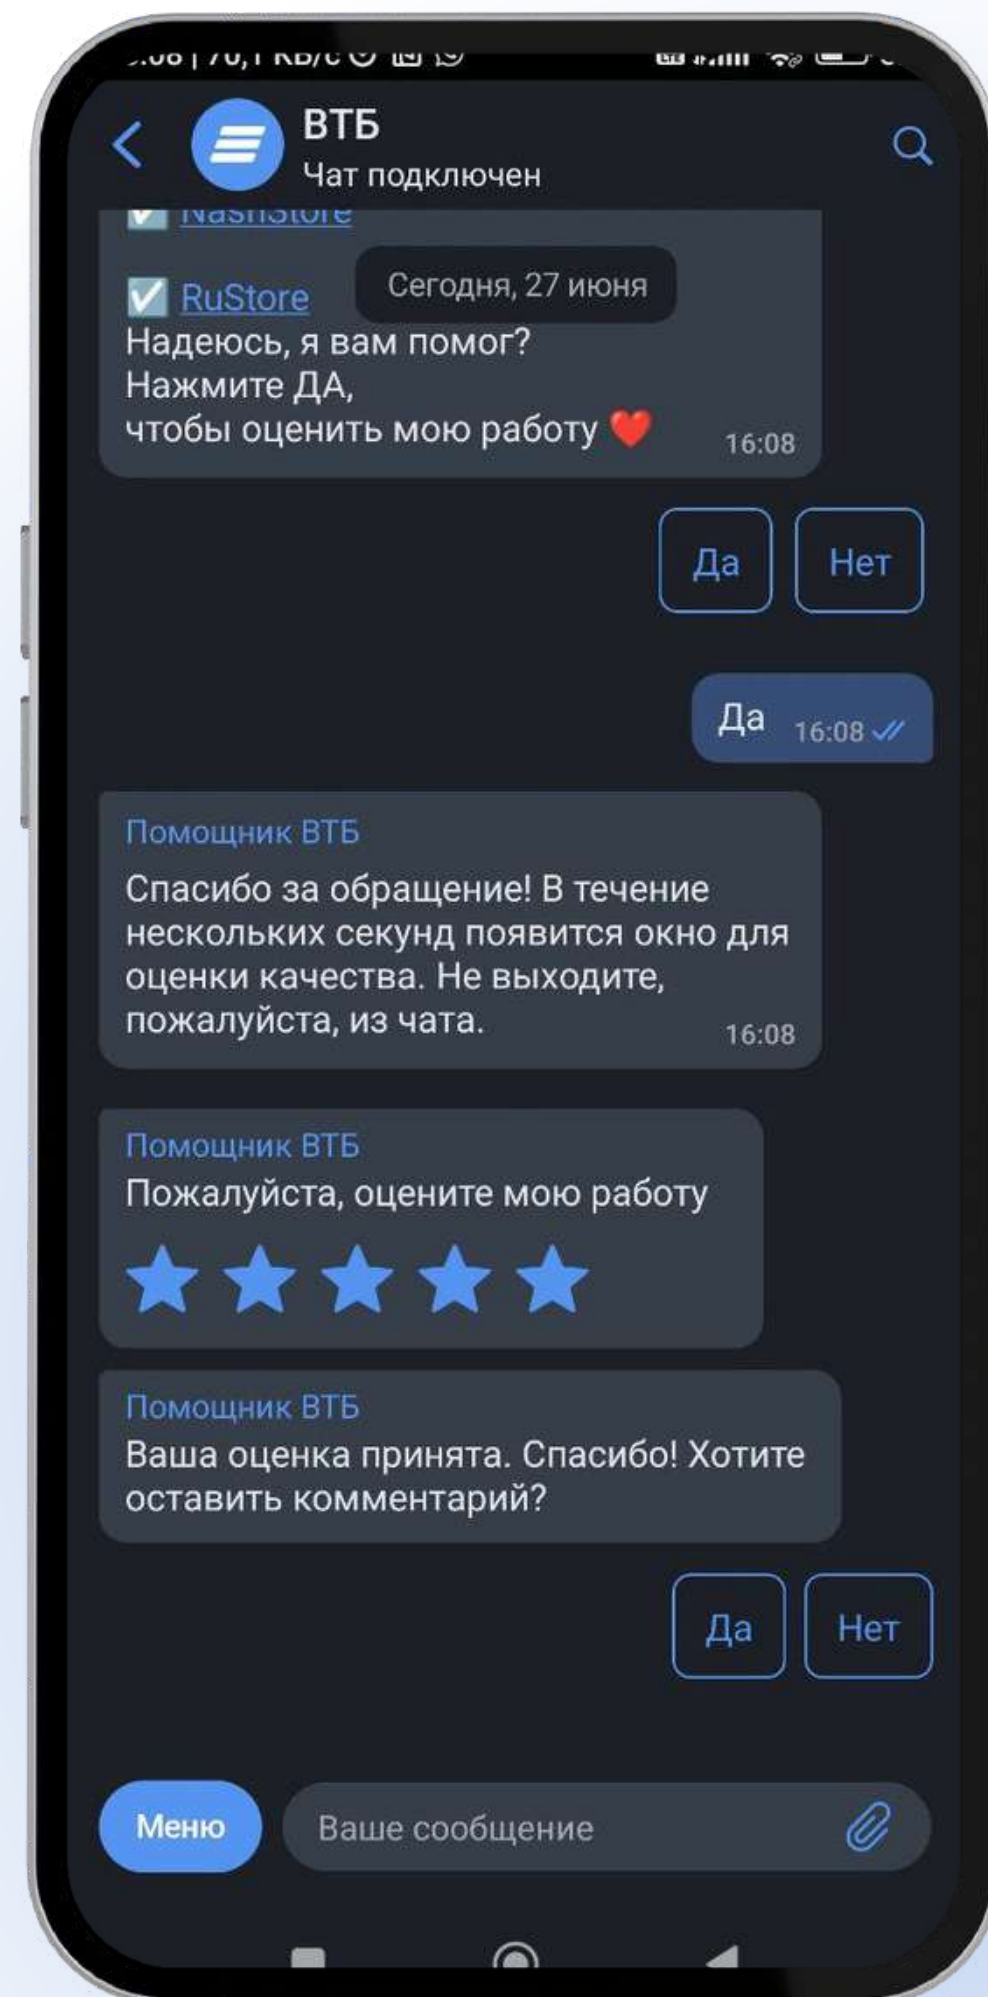 ВТБ
Чат подключен
NashStore
RuStore
Сегодня, 27 июня
Надеюсь, я вам помог?
Нажмите ДА,
чтобы оценить мою работу ❤️
16:08
Да Нет
Да 16:08
Помощник ВТБ
Спасибо за обращение! В течение
нескольких секунд появится окно для
оценки качества. Не выходите,
пожалуйста, из чата.
16:08
Помощник ВТБ
Пожалуйста, оцените мою работу
Помощник ВТБ
Ваша оценка принята. Спасибо! Хотите
оставить комментарий?
Да Нет
Меню Ваше сообщение